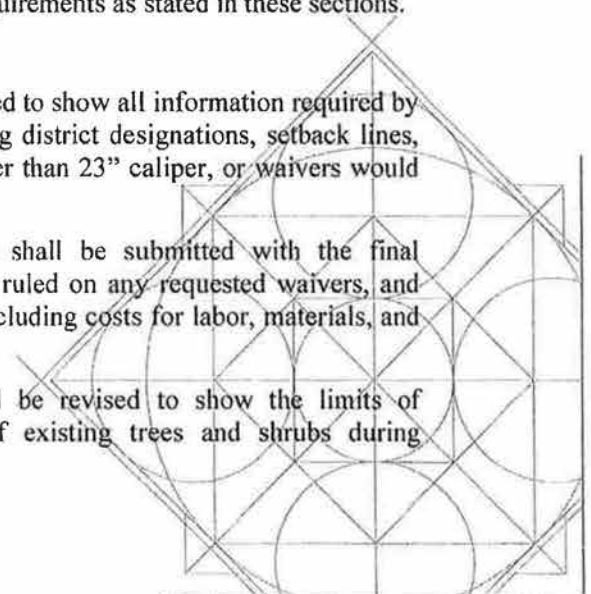 uirements as stated in these sections.
ed to show all information required by
ng district designations, setback lines,
er than 23” caliper, or waivers would
shall be submitted with the final
ruled on any requested waivers, and
cluding costs for labor, materials, and
l be revised to show the limits of
f existing trees and shrubs during